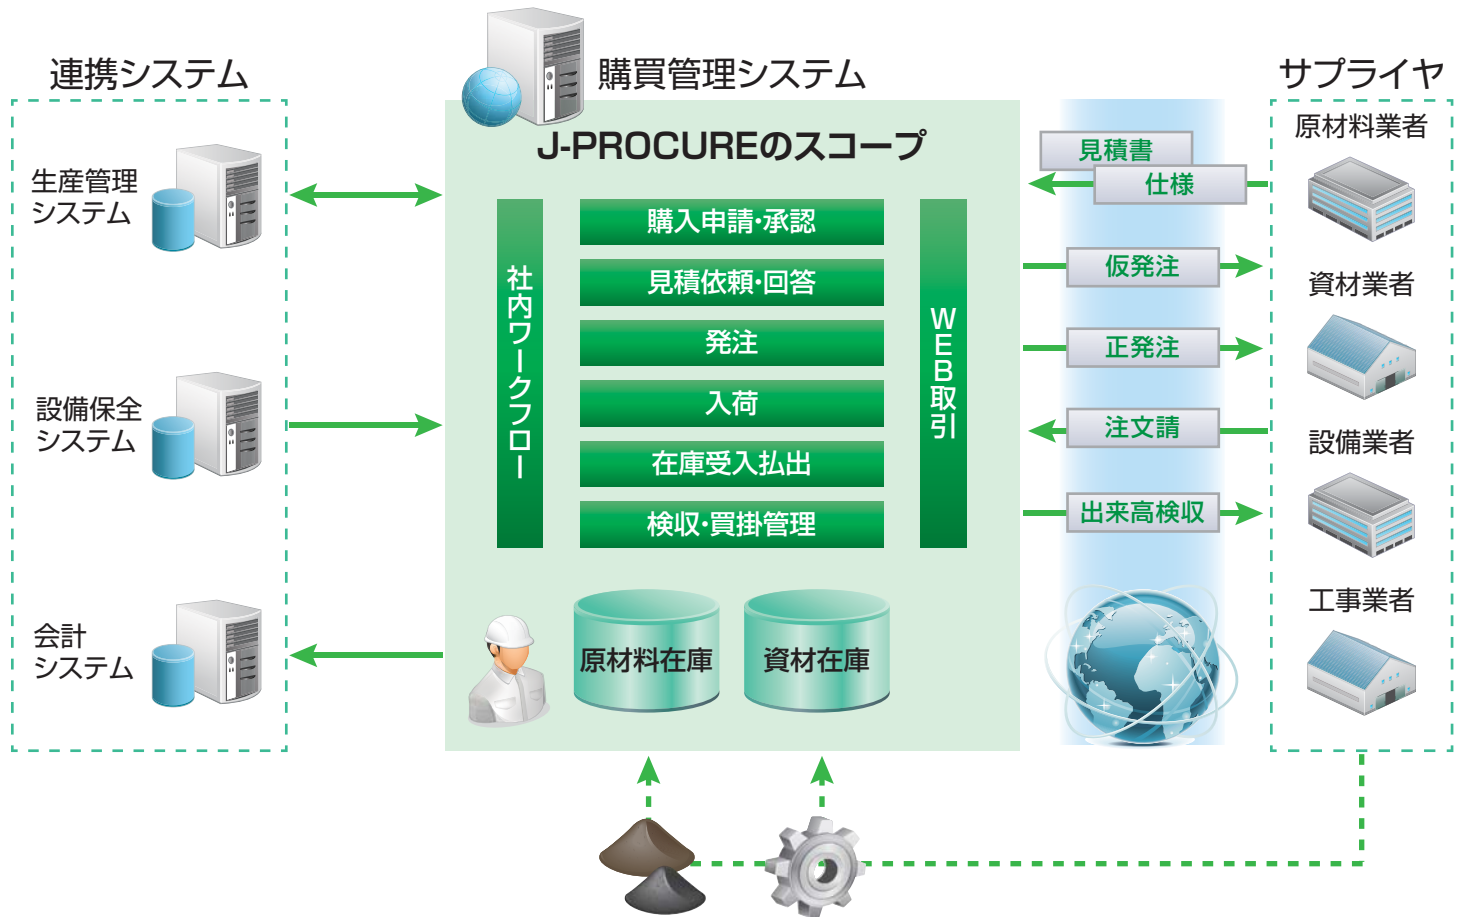 連携システム
生産管理
システム
設備保全
システム
会計
システム
購買管理システム
J-PROCUREのスコープ
社内ワークフロー
購入申請・承認
見積依頼・回答
発注
入荷
在庫受入払出
検収・買掛管理
WEB取引
原材料在庫
資材在庫
見積書
仕様
仮発注
正発注
注文請
出来高検収
サプライヤ
原材料業者
資材業者
設備業者
工事業者